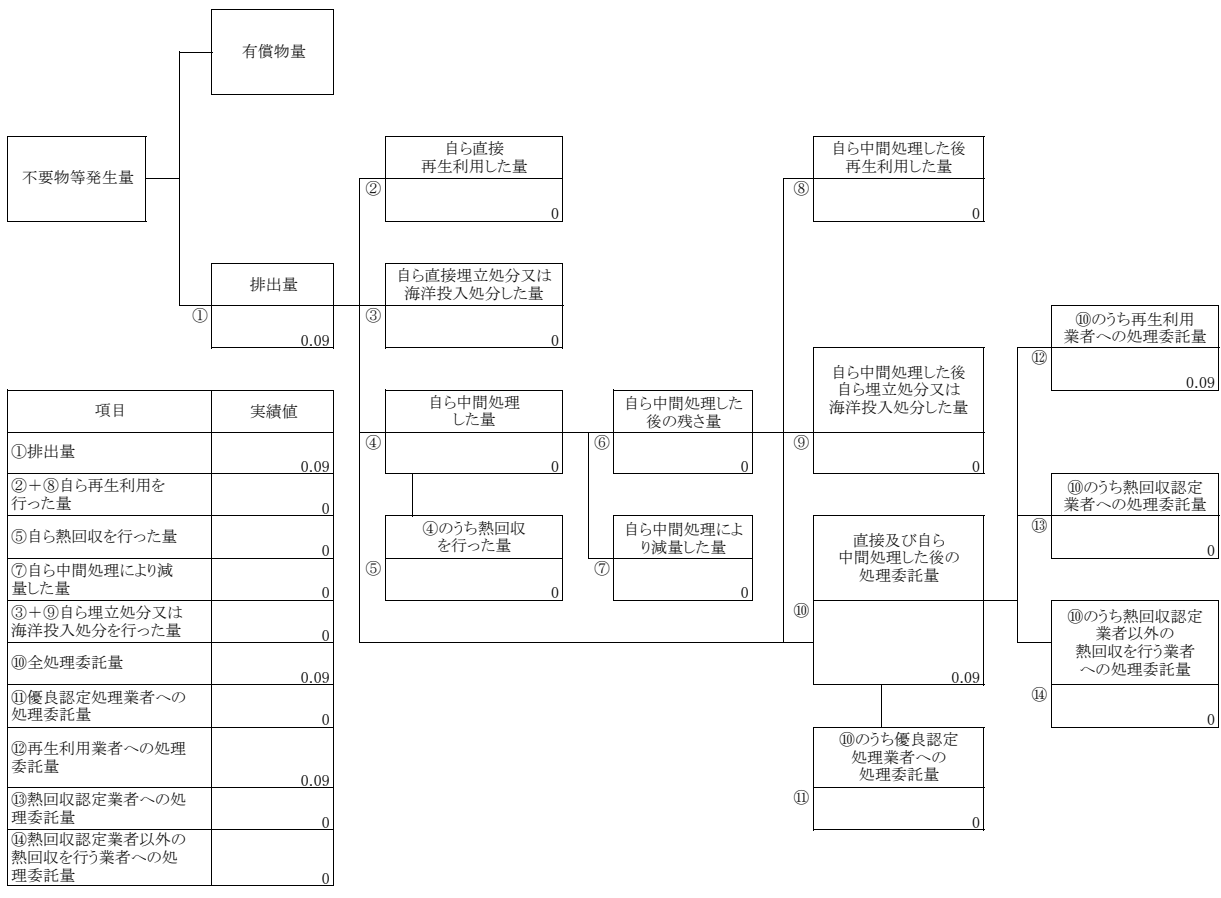 有償物量
不要物等発生量
排出量
①
0.09
自ら直接
再生利用した量
②
0
自ら直接埋立処分又は
海洋投入処分した量
③
0
自ら中間処理
した量
④
0
④のうち熱回収
を行った量
⑤
0
自ら中間処理した
後の残さ量
⑥
0
自ら中間処理によ
り減量した量
⑦
0
自ら中間処理した後
再生利用した量
⑧
0
自ら中間処理した後
自ら埋立処分又は
海洋投入処分した量
⑨
0
直接及び自ら
中間処理した後の
処理委託量
⑩
0.09
⑩のうち優良認定
処理業者への
処理委託量
⑪
0
⑩のうち再生利用
業者への処理委託量
⑫
0.09
⑩のうち熱回収認定
業者への処理委託量
⑬
0
⑩のうち熱回収認定
業者以外の
熱回収を行う業者
への処理委託量
⑭
0
項目 実績値
①排出量
0.09
②＋⑧自ら再生利用を
行った量
0
⑤自ら熱回収を行った量
0
⑦自ら中間処理により減
量した量
0
③＋⑨自ら埋立処分又は
海洋投入処分を行った量
0
⑩全処理委託量
0.09
⑪優良認定処理業者への
処理委託量
0
⑫再生利用業者への処理
委託量
0.09
⑬熱回収認定業者への処
理委託量
0
⑭熱回収認定業者以外の
熱回収を行う業者への処
理委託量
0